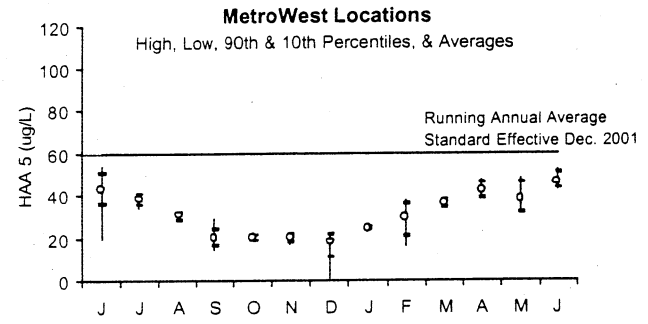 MetroWest Locations
High, Low, 90th & 10th Percentiles, & Averages
120
100
80
60
40
20
0
HAA 5 (ug/L)
Running Annual Average
Standard Effective Dec. 2001
J J A S O N D J F M A M J